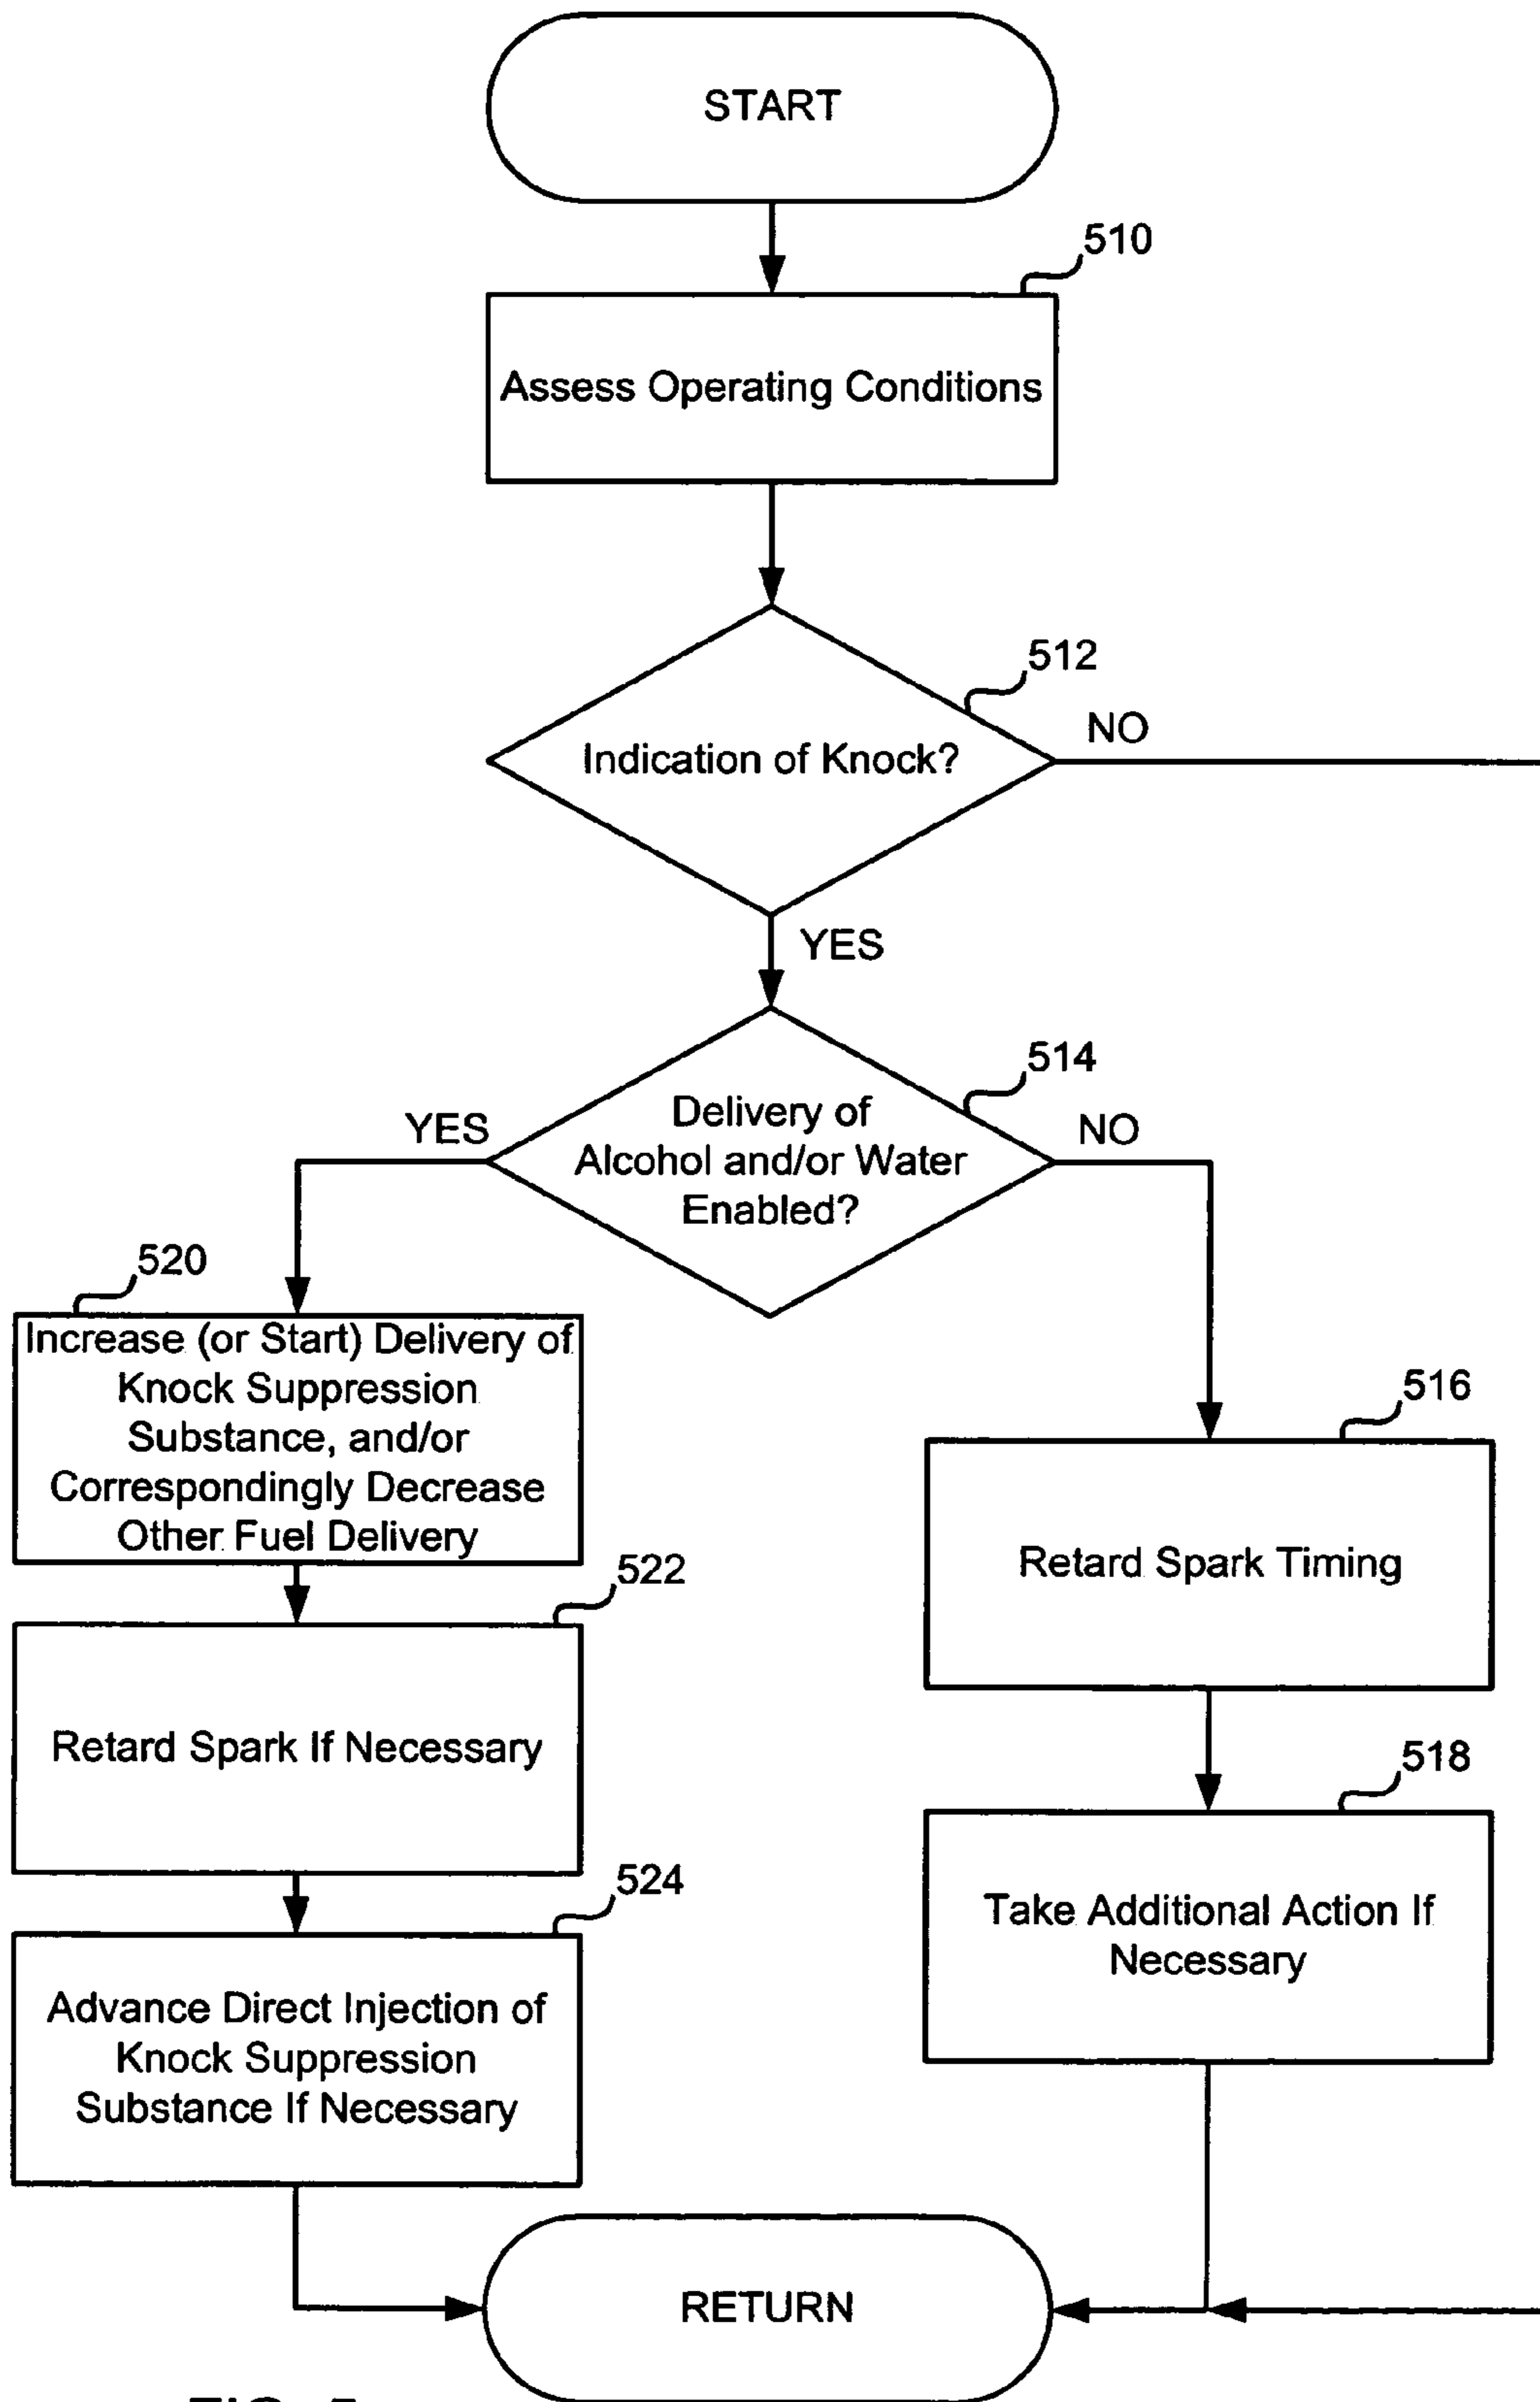 START
510
Assess Operating Conditions
512
Indication of Knock?
NO
YES
514
Delivery of
Alcohol and/or Water
Enabled?
YES
NO
520
Increase (or Start) Delivery of
Knock Suppression
Substance, and/or
Correspondingly Decrease
Other Fuel Delivery
516
Retard Spark Timing
522
Retard Spark If Necessary
518
Take Additional Action If
Necessary
524
Advance Direct Injection of
Knock Suppression
Substance If Necessary
RETURN